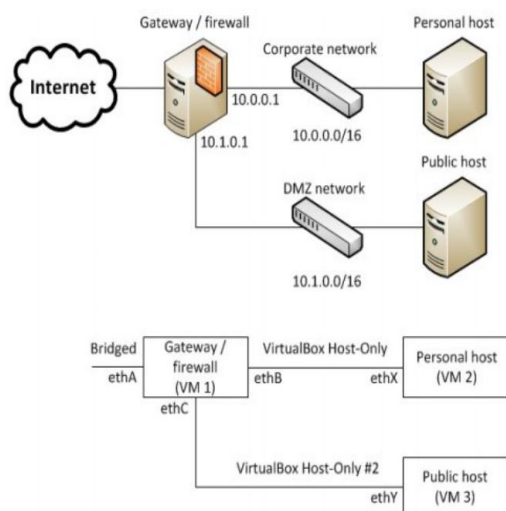 Gateway / firewall
Corporate network
Personal host
Internet
10.0.0.1
10.0.0.0/16
10.1.0.1
Public host
DMZ network
10.1.0.0/16
Bridged
ethA
Gateway /
firewall
(VM 1)
VirtualBox Host-Only
ethB
ethX
Personal host
(VM 2)
ethC
VirtualBox Host-Only #2
ethY
Public host
(VM 3)